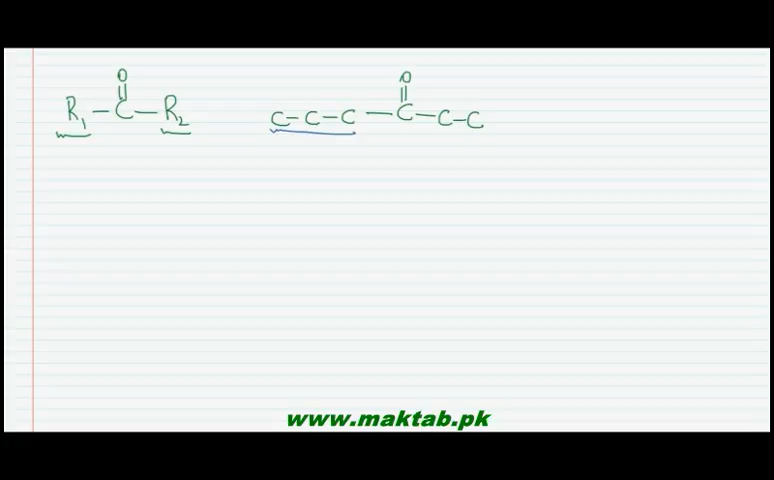 O O
R₁ – C – R₂ C – C – C – C – C – C
www.maktab.pk